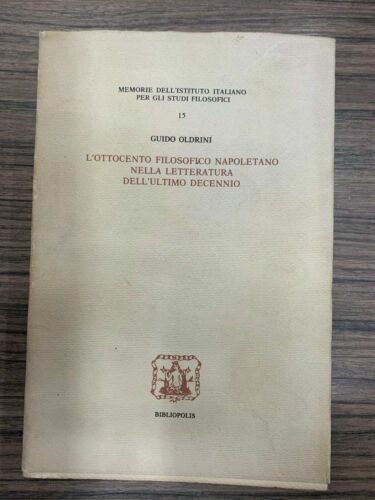 MEMORIE DELL'ISTITUTO ITALIANO
PER GLI STUDI FILOSOFICI
15
GUIDO OLDRINI
L'OTTOCENTO FILOSOFICO NAPOLETANO
NELLA LETTERATURA
DELL'ULTIMO DECENNIO
BIBLIOPOLIS